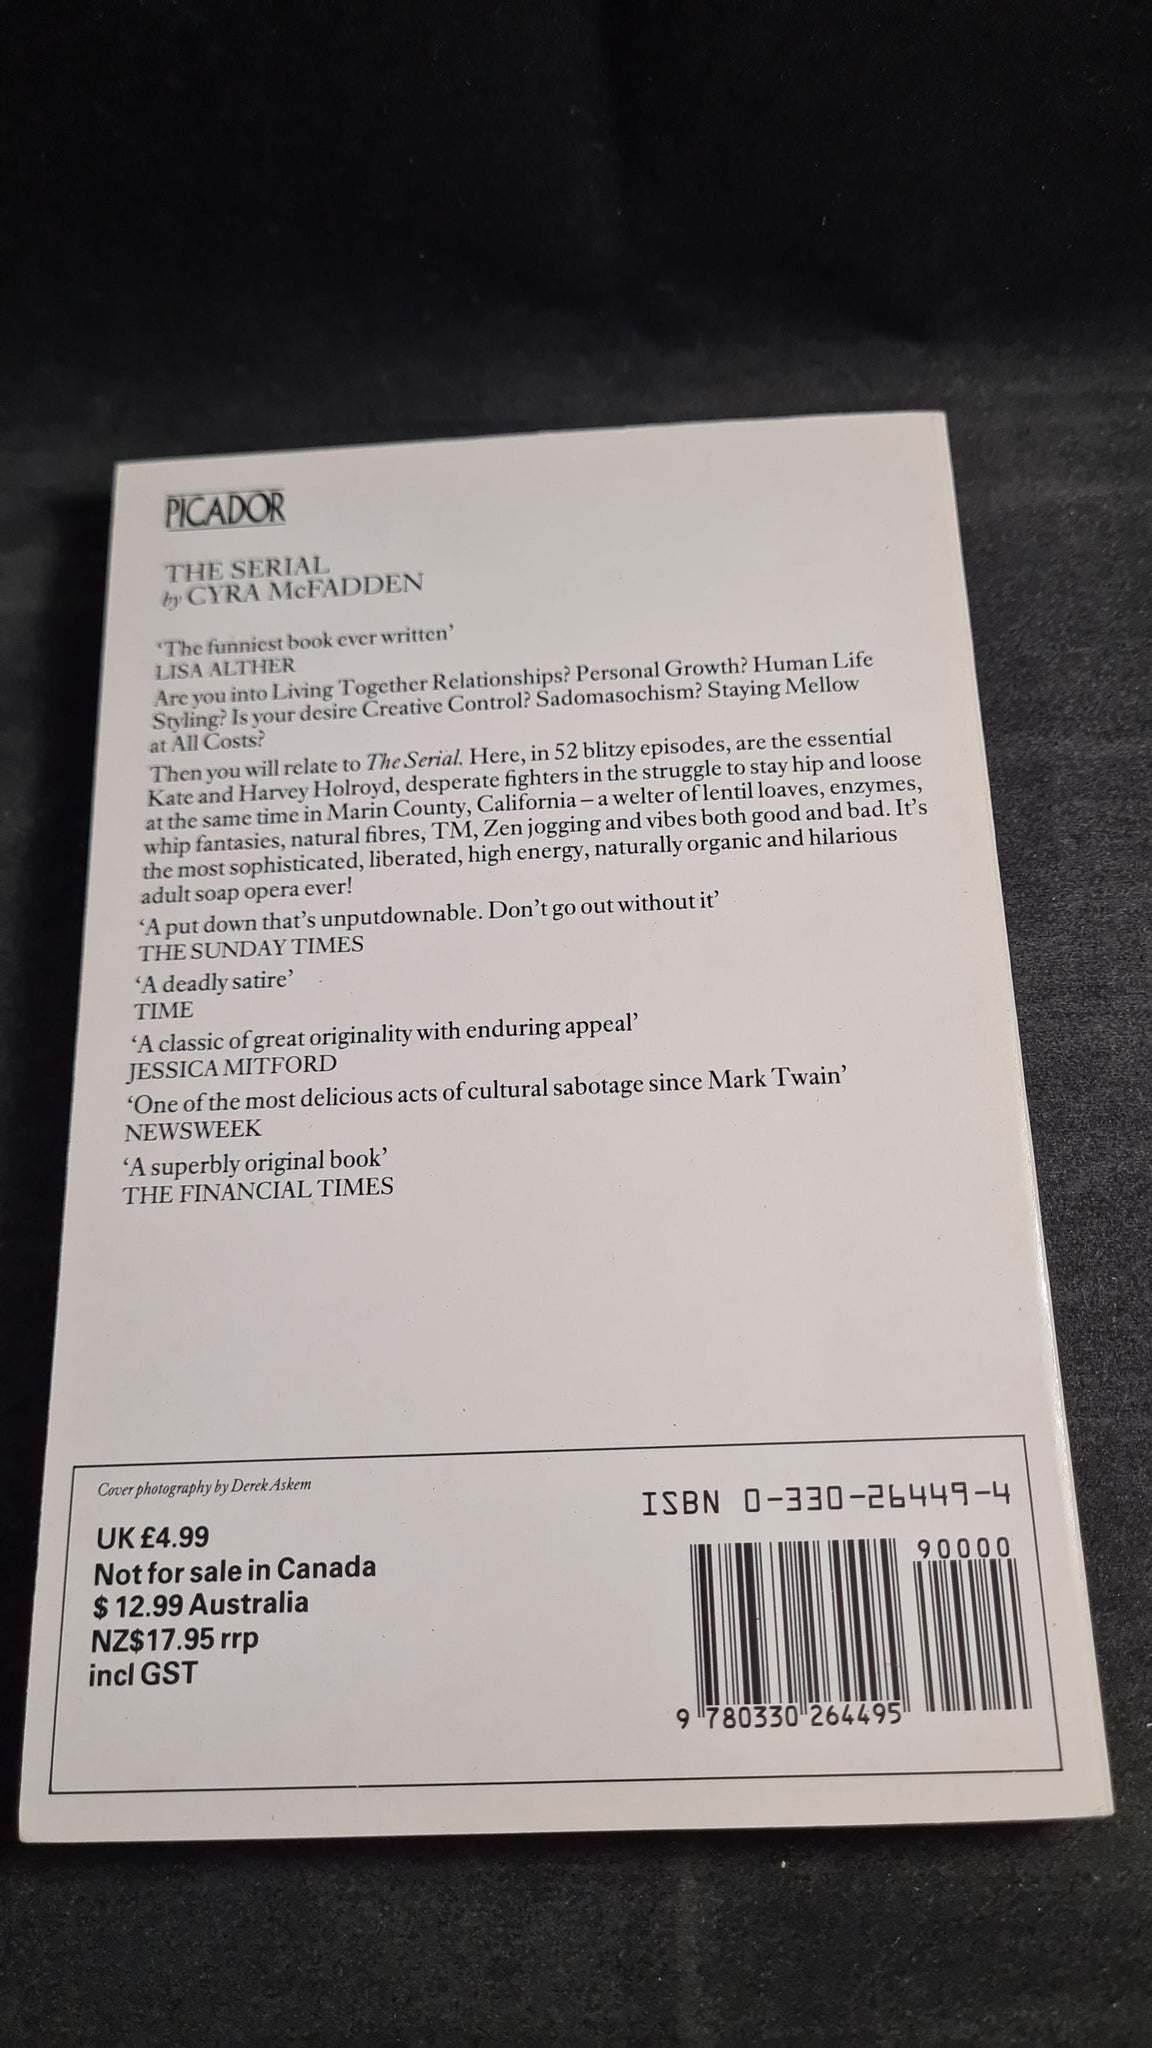 PICADOR
THE SERIAL
by CYRA McFADDEN
‘The funniest book ever written’
LISA ALTHER
Are you into Living Together Relationships? Personal Growth? Human Life
Styling? Is your desire Creative Control? Sadomasochism? Staying Mellow
at All Costs?
Then you will relate to The Serial. Here, in 52 blitzy episodes, are the essential
Kate and Harvey Holroyd, desperate fighters in the struggle to stay hip and loose
at the same time in Marin County, California – a welter of lentil loaves, enzymes,
whip fantasies, natural fibres, TM, Zen jogging and vibes both good and bad. It’s
the most sophisticated, liberated, high energy, naturally organic and hilarious
adult soap opera ever!
‘A put down that’s unputdownable. Don’t go out without it’
THE SUNDAY TIMES
‘A deadly satire’
TIME
‘A classic of great originality with enduring appeal’
JESSICA MITFORD
‘One of the most delicious acts of cultural sabotage since Mark Twain’
NEWSWEEK
‘A superbly original book’
THE FINANCIAL TIMES
Cover photography by Derek Askem
UK £4.99
Not for sale in Canada
$ 12.99 Australia
NZ$17.95 rrp
incl GST
ISBN 0-330-26449-4
90000
9 780330 264495